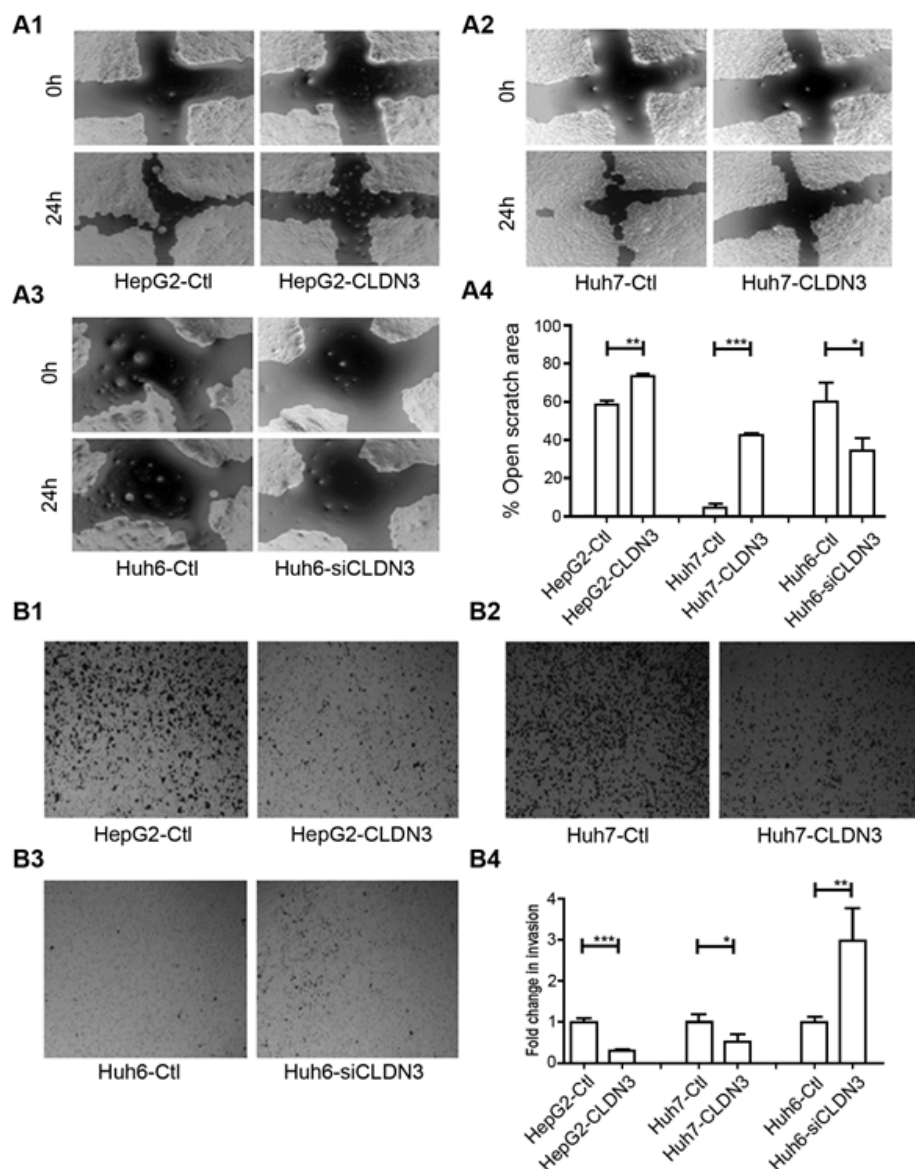 A1
0h
24h
HepG2-Ctl
HepG2-CLDN3
A2
0h
24h
Huh7-Ctl
Huh7-CLDN3
A3
0h
24h
Huh6-Ctl
Huh6-siCLDN3
A4
% Open scratch area
100
80
60
40
20
0
**
***
*
HepG2-Ctl
HepG2-CLDN3
Huh7-Ctl
Huh7-CLDN3
Huh6-Ctl
Huh6-siCLDN3
B1
HepG2-Ctl
HepG2-CLDN3
B2
Huh7-Ctl
Huh7-CLDN3
B3
Huh6-Ctl
Huh6-siCLDN3
B4
Fold change in invasion
4
3
2
1
0
***
*
**
HepG2-Ctl
HepG2-CLDN3
Huh7-Ctl
Huh7-CLDN3
Huh6-Ctl
Huh6-siCLDN3